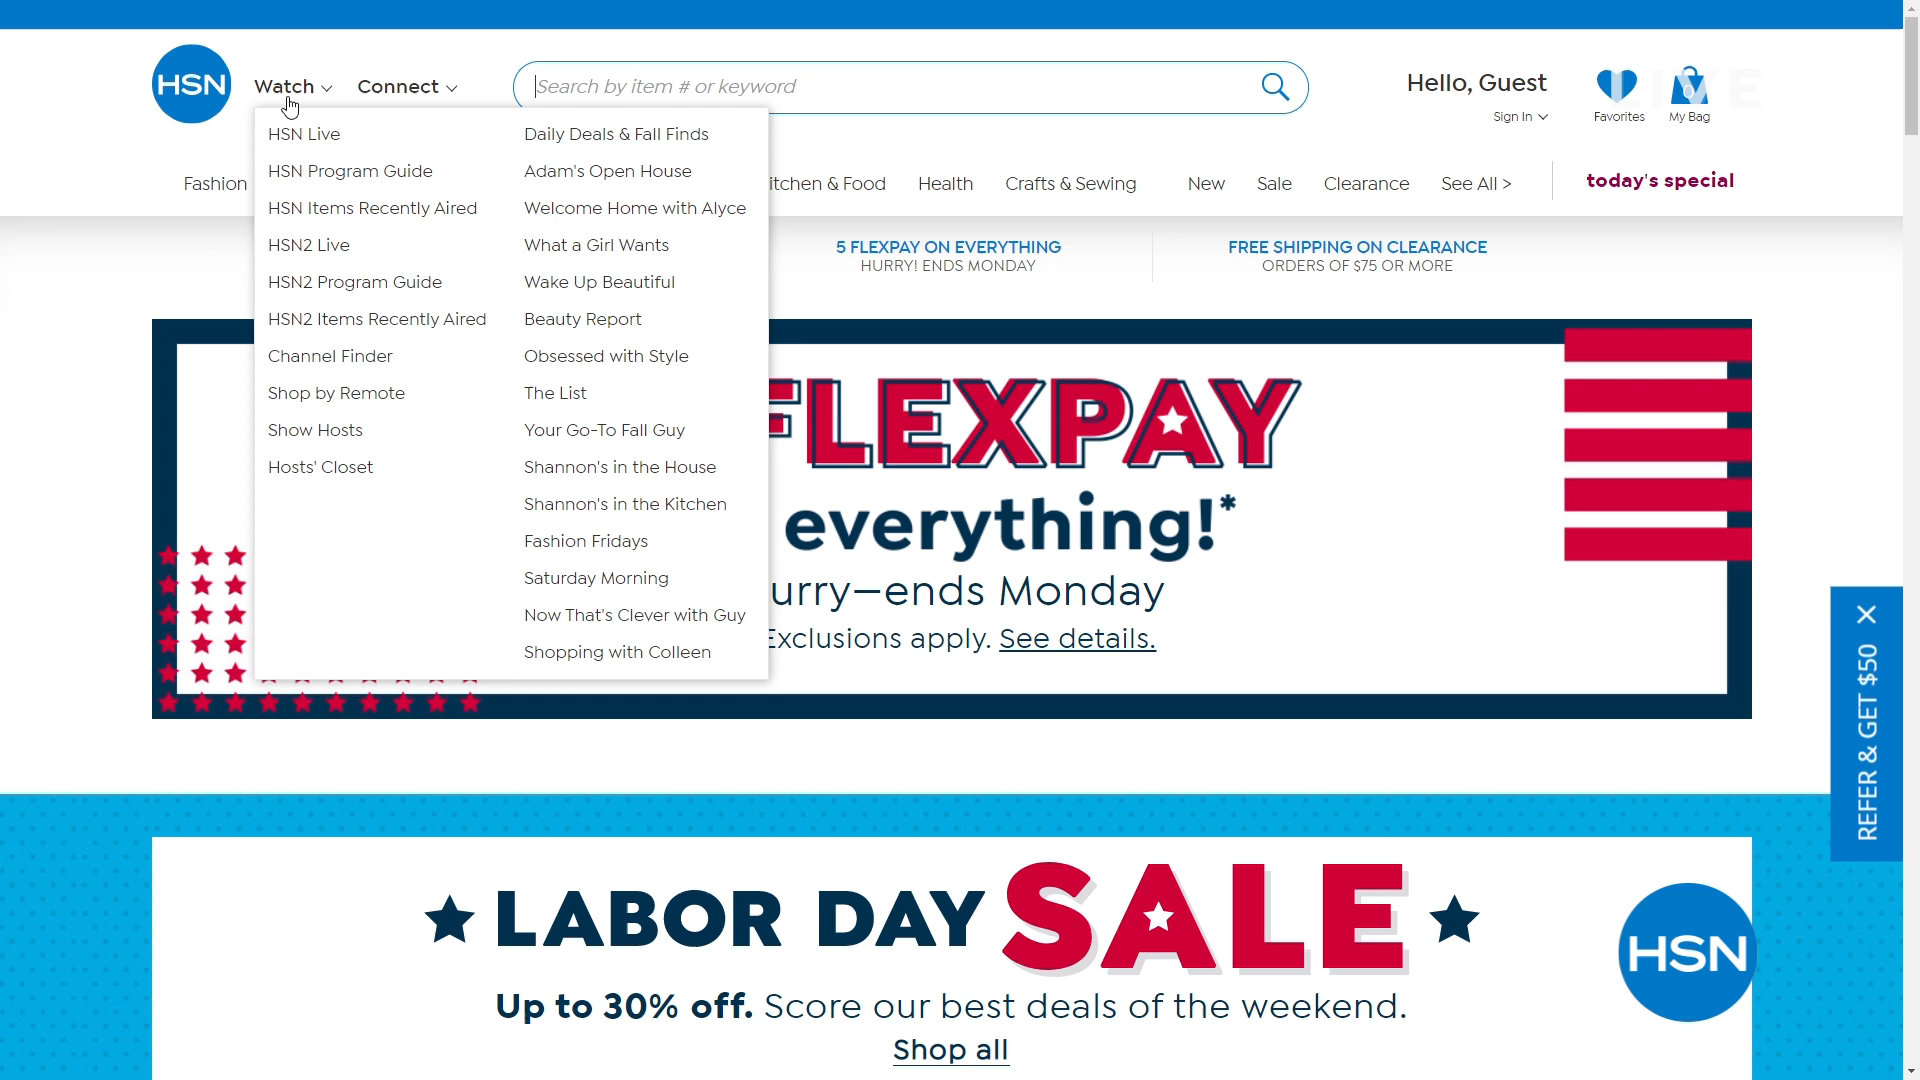 HSN
Watch
Connect
Search by item # or keyword
Hello, Guest
Sign In
Favorites
0
My Bag
LIVE
HSN Live
HSN Program Guide
HSN Items Recently Aired
HSN2 Live
HSN2 Program Guide
HSN2 Items Recently Aired
Channel Finder
Shop by Remote
Show Hosts
Hosts' Closet
Daily Deals & Fall Finds
Adam's Open House
Welcome Home with Alyce
What a Girl Wants
Wake Up Beautiful
Beauty Report
Obsessed with Style
The List
Your Go-To Fall Guy
Shannon's in the House
Shannon's in the Kitchen
Fashion Fridays
Saturday Morning
Now That's Clever with Guy
Shopping with Colleen
Fashion
itchen & Food
Health
Crafts & Sewing
New
Sale
Clearance
See All >
today's special
5 FLEXPAY ON EVERYTHING
HURRY! ENDS MONDAY
FREE SHIPPING ON CLEARANCE
ORDERS OF $75 OR MORE
FLEXPAY
everything!*
urry—ends Monday
Exclusions apply. See details.
REFER & GET $50
LABOR DAY SALE
Up to 30% off. Score our best deals of the weekend.
Shop all
HSN